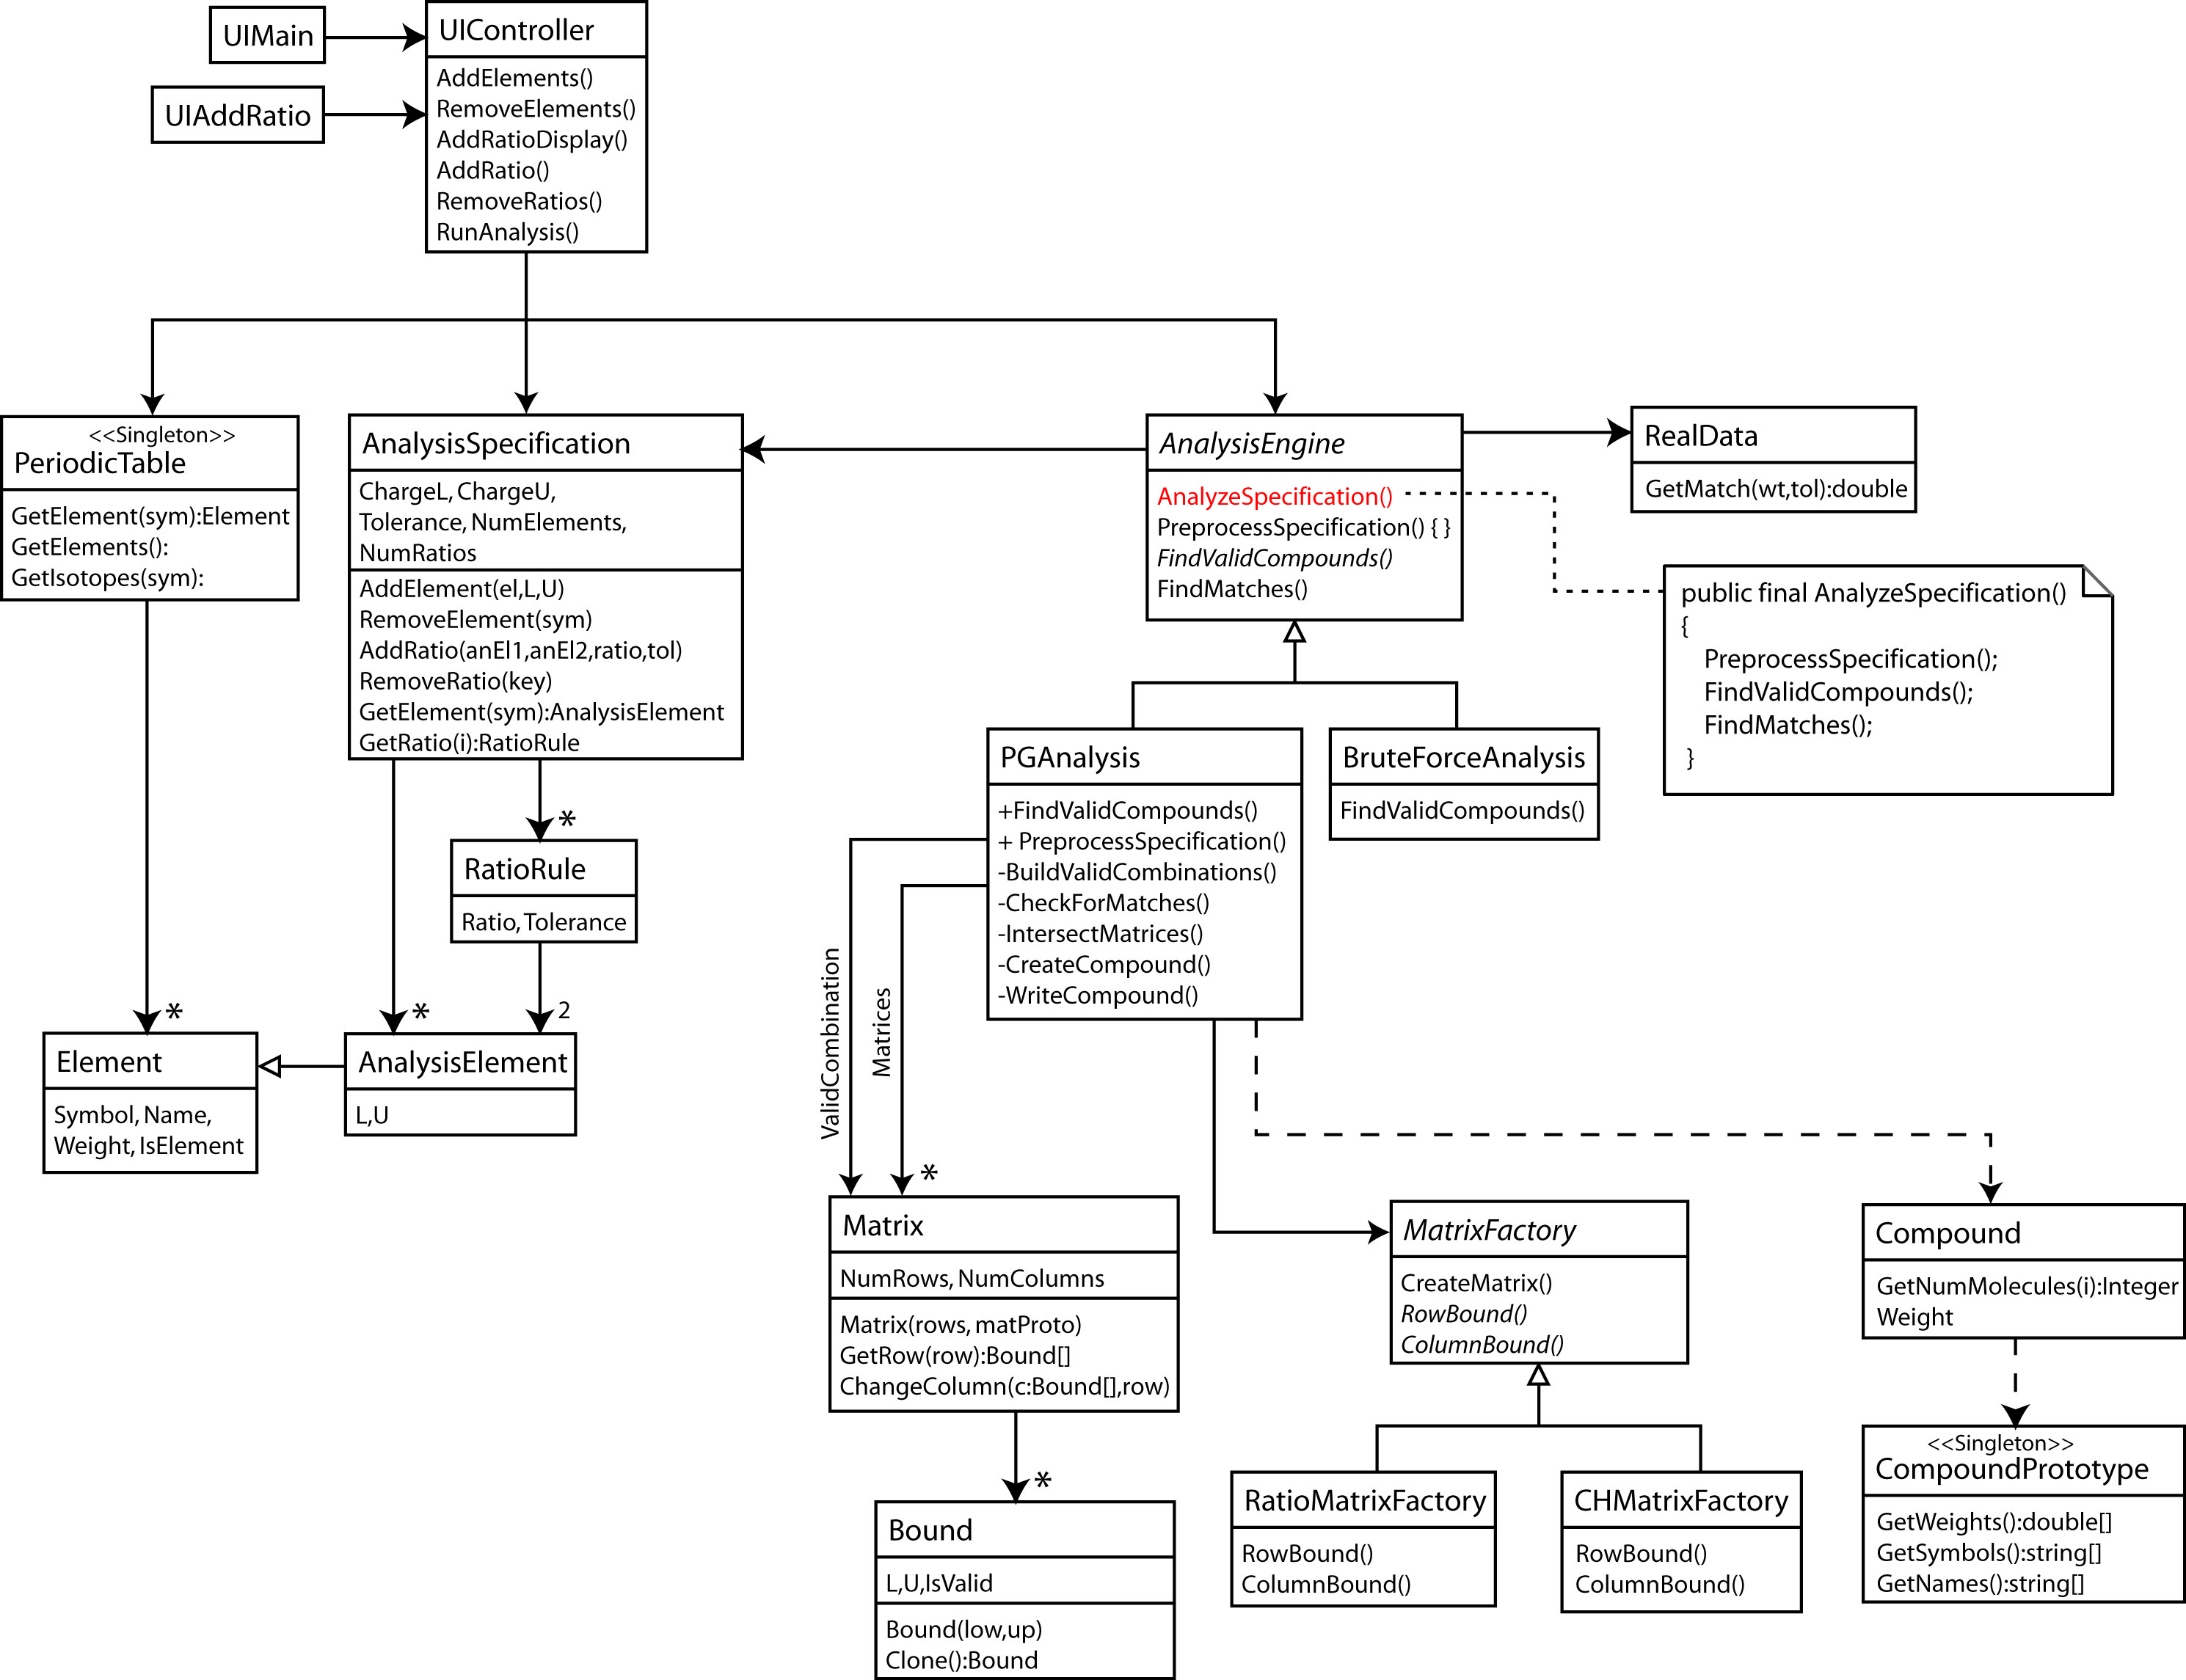 UIMain
UIAddRatio
UIController
AddElements()
RemoveElements()
AddRatioDisplay()
AddRatio()
RemoveRatios()
RunAnalysis()
<<Singleton>>
PeriodicTable
GetElement(sym):Element
GetElements():
GetIsotopes(sym):
AnalysisSpecification
ChargeL, ChargeU,
Tolerance, NumElements,
NumRatios
AddElement(el,L,U)
RemoveElement(sym)
AddRatio(anEl1,anEl2,ratio,tol)
RemoveRatio(key)
GetElement(sym):AnalysisElement
GetRatio(i):RatioRule
AnalysisEngine
AnalyzeSpecification()
PreprocessSpecification() { }
FindValidCompounds()
FindMatches()
RealData
GetMatch(wt,tol):double
public final AnalyzeSpecification()
{
PreprocessSpecification();
FindValidCompounds();
FindMatches();
}
PGAnalysis
+FindValidCompounds()
+ PreprocessSpecification()
-BuildValidCombinations()
-CheckForMatches()
-IntersectMatrices()
-CreateCompound()
-WriteCompound()
BruteForceAnalysis
FindValidCompounds()
*
RatioRule
Ratio, Tolerance
*
*
2
Element
Symbol, Name,
Weight, IsElement
AnalysisElement
L,U
ValidCombination
Matrices
*
Matrix
NumRows, NumColumns
Matrix(rows, matProto)
GetRow(row):Bound[]
ChangeColumn(c:Bound[],row)
*
Bound
L,U,IsValid
Bound(low,up)
Clone():Bound
MatrixFactory
CreateMatrix()
RowBound()
ColumnBound()
RatioMatrixFactory
RowBound()
ColumnBound()
CHMatrixFactory
RowBound()
ColumnBound()
Compound
GetNumMolecules(i):Integer
Weight
<<Singleton>>
CompoundPrototype
GetWeights():double[]
GetSymbols():string[]
GetNames():string[]